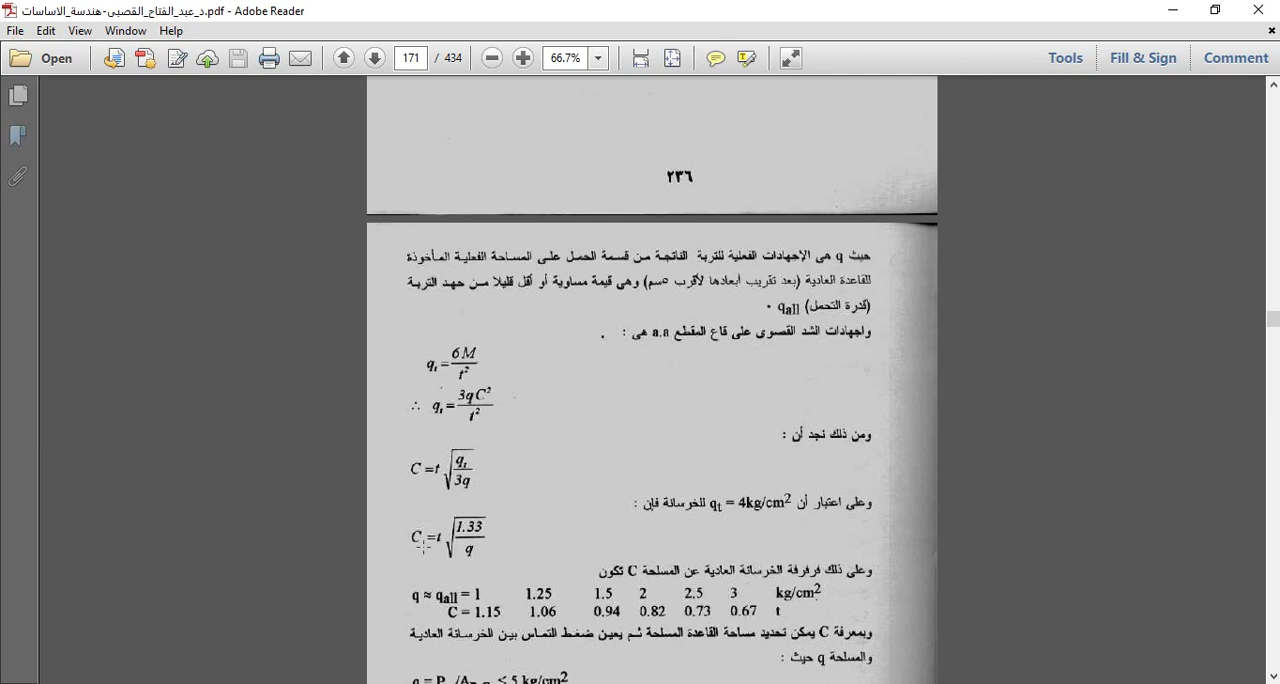 د_عبد_الفتاح_القصبي-هندسة_الاساسات.pdf - Adobe Reader
File Edit View Window Help
Open 171 / 434 66.7% Tools Fill & Sign Comment
٢٣٦
حيث q هى الإجهادات الفعلية للتربة الناتجة من قسمة الحمل على المساحة الفعلية المأخوذة
للقاعدة العادية (بعد تقريب أبعادها لأقرب ٥سم) وهى قيمة مساوية أو أقل قليلا من جهد التربة
(قدرة التحمل) qall .
واجهادات الشد القصوى على قاع المقطع a.a هى : .
qt = 6M / t²
∴ qt = 3qC² / t²
ومن ذلك نجد أن :
C = t √(qt / 3q)
وعلى اعتبار أن qt = 4kg/cm² للخرسانة فإن :
C = t √(1.33 / q)
وعلى ذلك فرفرفة الخرسانة العادية عن المسلحة C تكون
q ≈ qall = 1 1.25 1.5 2 2.5 3 kg/cm²
C = 1.15 1.06 0.94 0.82 0.73 0.67 t
وبمعرفة C يمكن تحديد مساحة القاعدة المسلحة ثم يعين ضغط التماس بين الخرسانة العادية
والمسلحة q حيث :
≤ 5 kg/cm²